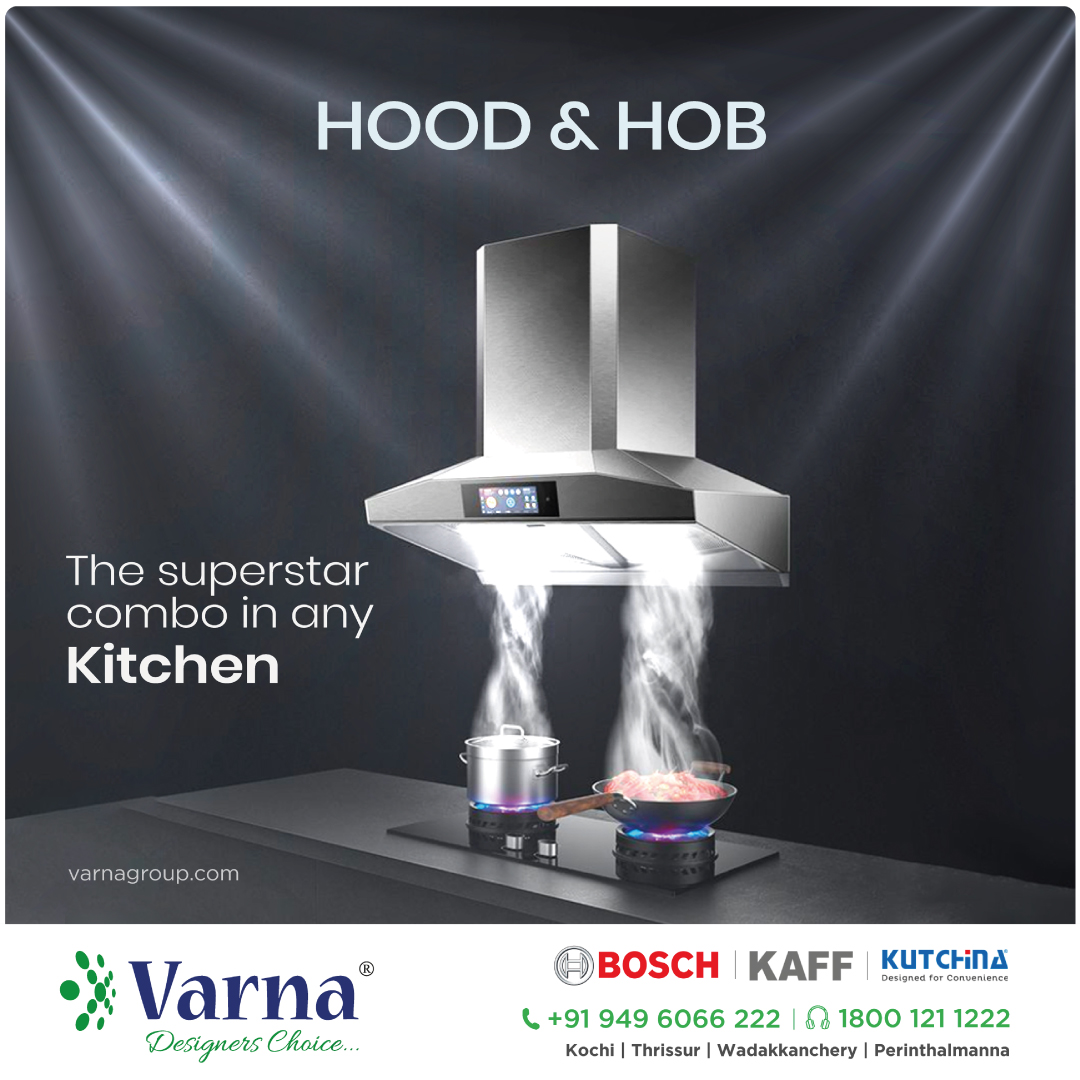 HOOD & HOB
The superstar
combo in any
Kitchen
varnagroup.com
Varna®
Designers Choice...
BOSCH | KAFF | KUTCHINA®
Designed for Convenience
+91 949 6066 222 | 1800 121 1222
Kochi | Thrissur | Wadakkanchery | Perinthalmanna